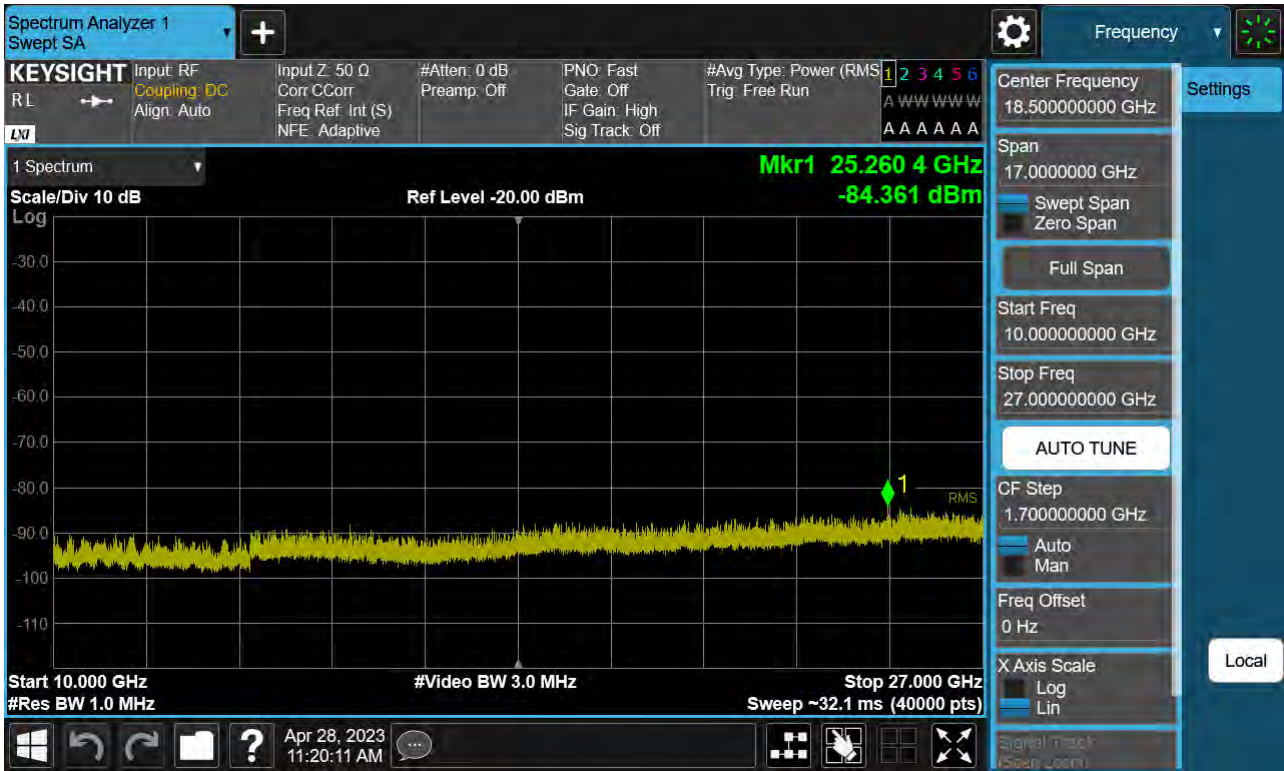 Spectrum Analyzer 1
Swept SA
+
Frequency
KEYSIGHT
RL
LXI
Input: RF
Coupling: DC
Align: Auto
Input Z: 50 Ω
Corr CCorr
Freq Ref: Int (S)
NFE: Adaptive
#Atten: 0 dB
Preamp: Off
PNO: Fast
Gate: Off
IF Gain: High
Sig Track: Off
#Avg Type: Power (RMS
Trig: Free Run
1 2 3 4 5 6
A W W W W W
A A A A A A
1 Spectrum
Scale/Div 10 dB
Log
Ref Level -20.00 dBm
Mkr1 25.260 4 GHz
-84.361 dBm
-30.0
-40.0
-50.0
-60.0
-70.0
-80.0
-90.0
-100
-110
1
RMS
Start 10.000 GHz
#Res BW 1.0 MHz
#Video BW 3.0 MHz
Stop 27.000 GHz
Sweep ~32.1 ms (40000 pts)
Center Frequency
18.500000000 GHz
Span
17.0000000 GHz
Swept Span
Zero Span
Full Span
Start Freq
10.000000000 GHz
Stop Freq
27.000000000 GHz
AUTO TUNE
CF Step
1.700000000 GHz
Auto
Man
Freq Offset
0 Hz
X Axis Scale
Log
Lin
Signal Track
(Span Zoom)
Settings
Local
?
Apr 28, 2023
11:20:11 AM